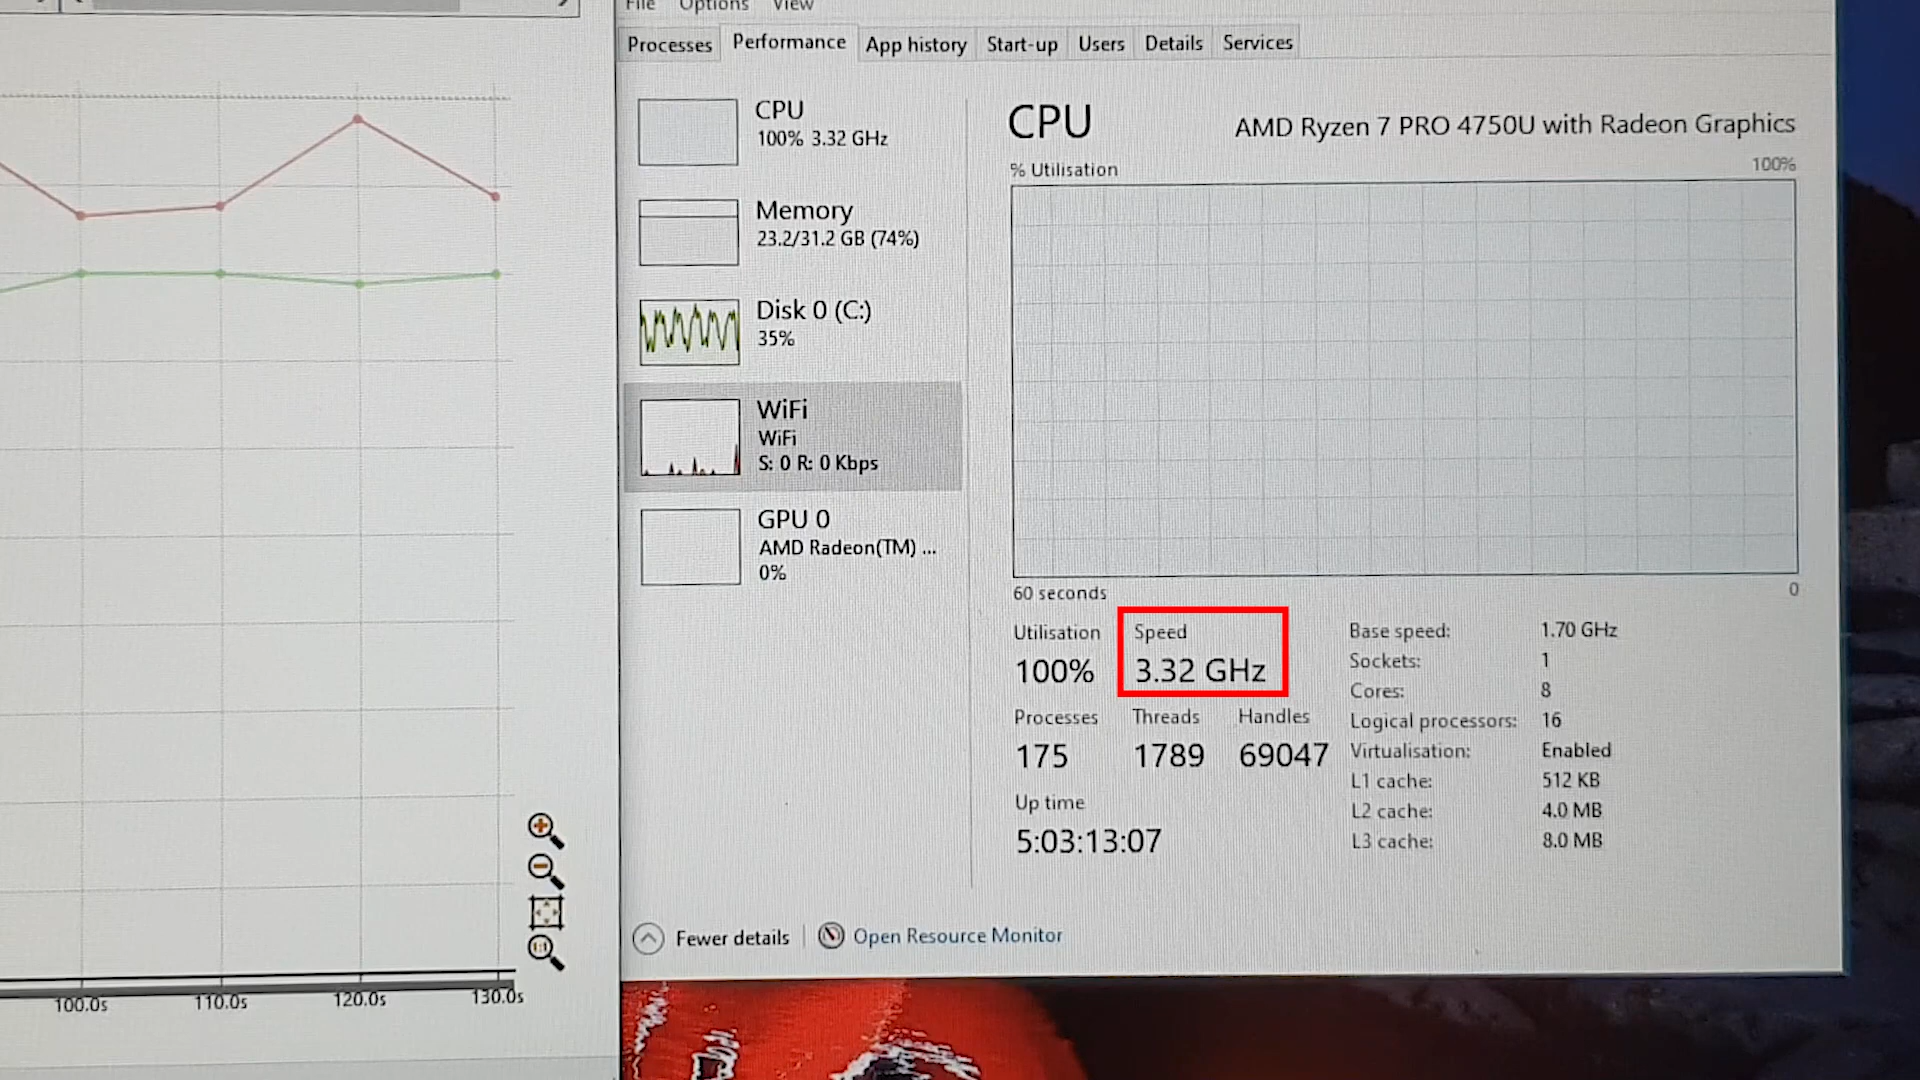 File Options View
Processes Performance App history Start-up Users Details Services
CPU
100% 3.32 GHz
Memory
23.2/31.2 GB (74%)
Disk 0 (C:)
35%
WiFi
WiFi
S: 0 R: 0 Kbps
GPU 0
AMD Radeon(TM) ...
0%
CPU
AMD Ryzen 7 PRO 4750U with Radeon Graphics
% Utilisation
100%
60 seconds
0
Utilisation
100%
Speed
3.32 GHz
Processes
175
Threads
1789
Handles
69047
Up time
5:03:13:07
Base speed: 1.70 GHz
Sockets: 1
Cores: 8
Logical processors: 16
Virtualisation: Enabled
L1 cache: 512 KB
L2 cache: 4.0 MB
L3 cache: 8.0 MB
Fewer details
Open Resource Monitor
100.0s 110.0s 120.0s 130.0s
1:1